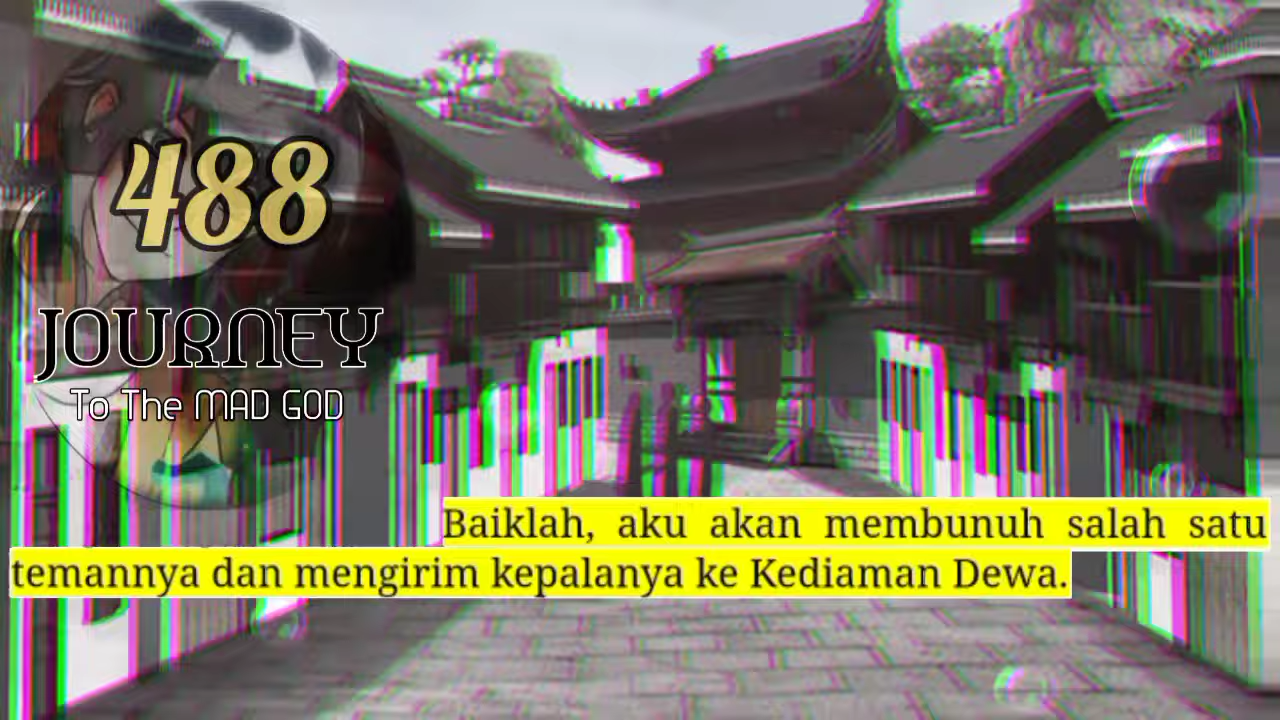 488
JOURNEY
To The MAD GOD
Baiklah, aku akan membunuh salah satu
temannya dan mengirim kepalanya ke Kediaman Dewa.